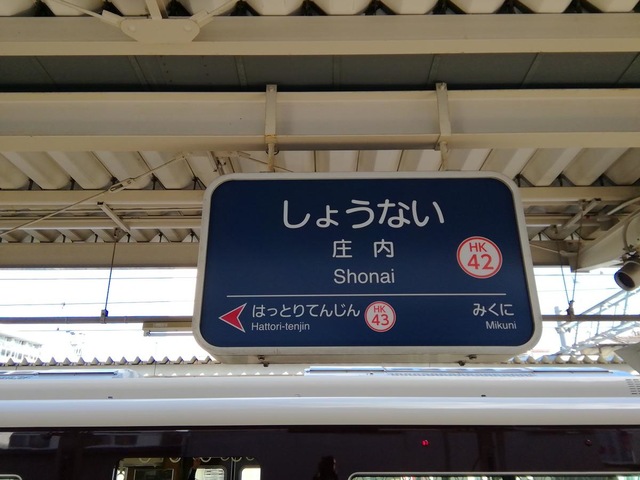 しょうない
庄内
Shonai
HK
42
はっとりてんじん
Hattori-tenjin
HK
43
みくに
Mikuni